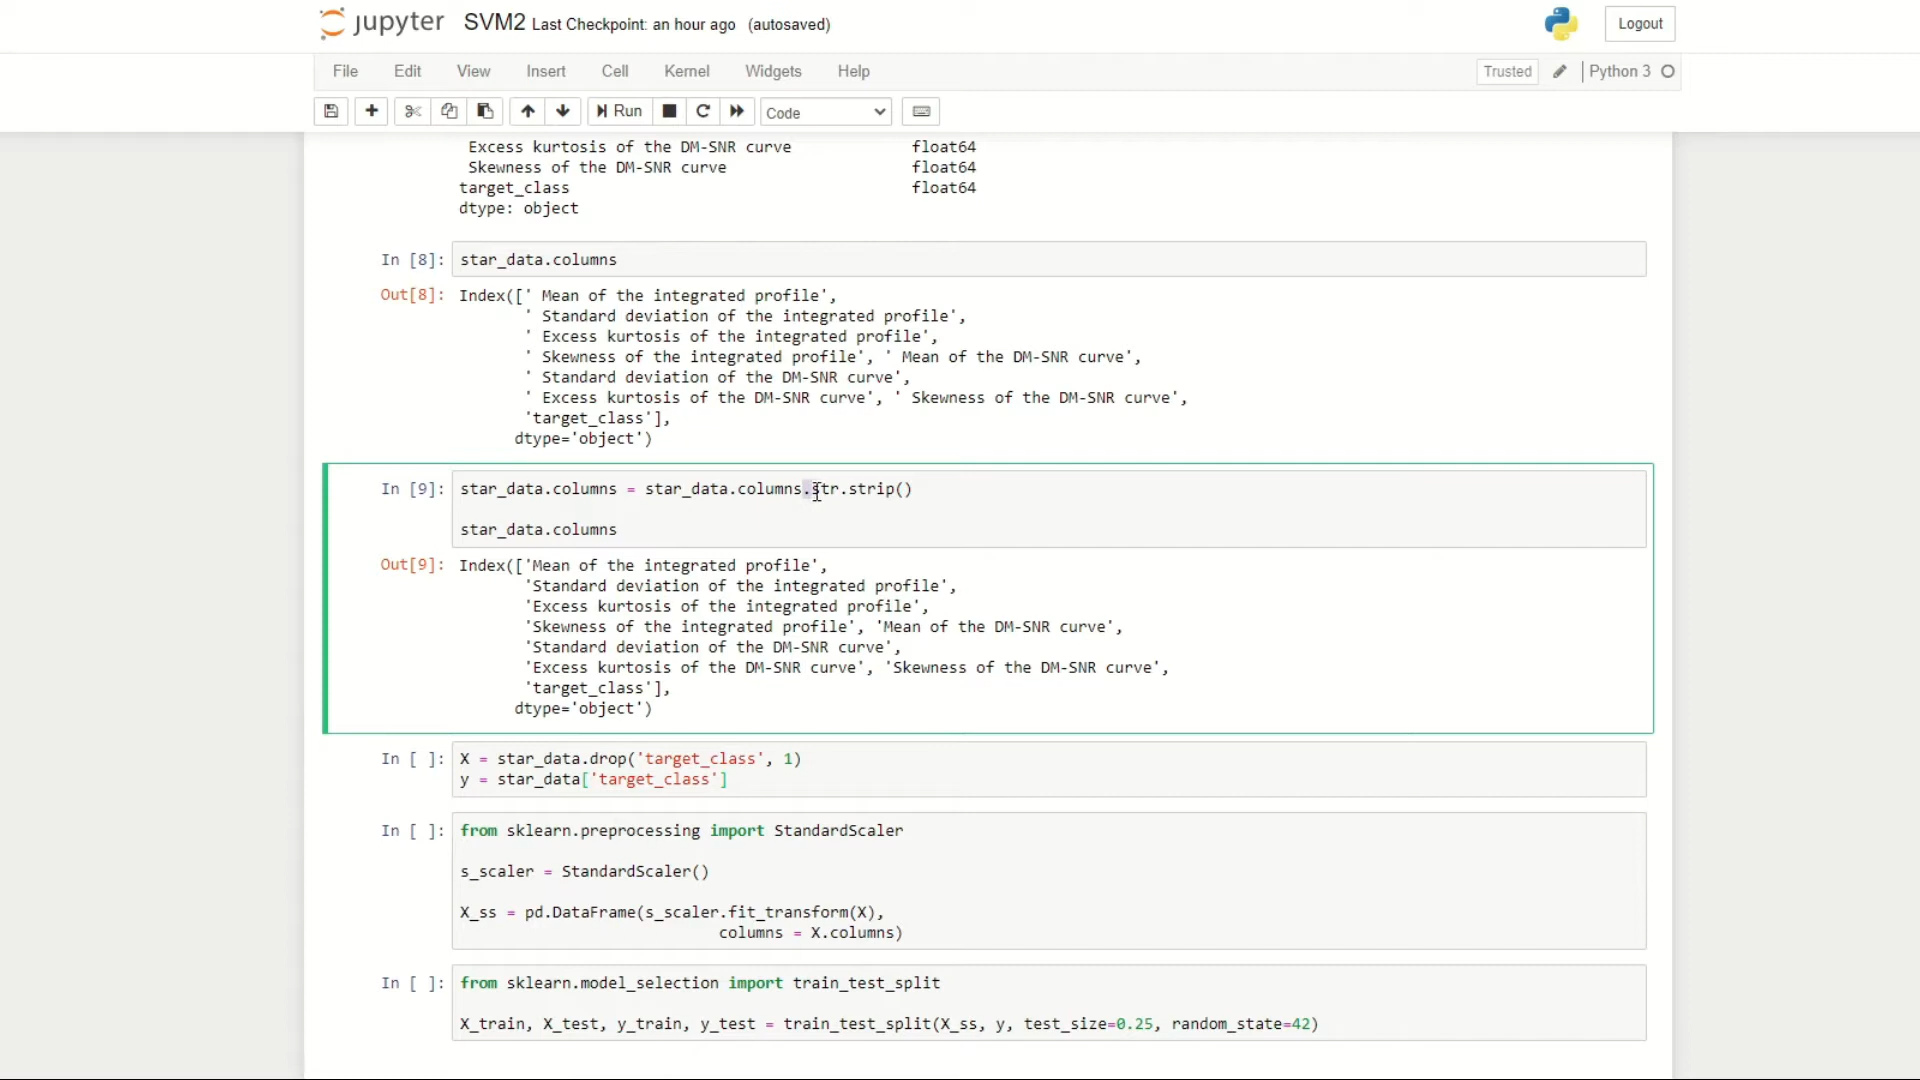 jupyter SVM2 Last Checkpoint: an hour ago (autosaved) Logout
File Edit View Insert Cell Kernel Widgets Help Trusted Python 3
Run Code
Excess kurtosis of the DM-SNR curve float64
Skewness of the DM-SNR curve float64
target_class float64
dtype: object
In [8]: star_data.columns
Out[8]: Index([' Mean of the integrated profile',
' Standard deviation of the integrated profile',
' Excess kurtosis of the integrated profile',
' Skewness of the integrated profile', ' Mean of the DM-SNR curve',
' Standard deviation of the DM-SNR curve',
' Excess kurtosis of the DM-SNR curve', ' Skewness of the DM-SNR curve',
'target_class'],
dtype='object')
In [9]: star_data.columns = star_data.columns.str.strip()
star_data.columns
Out[9]: Index(['Mean of the integrated profile',
'Standard deviation of the integrated profile',
'Excess kurtosis of the integrated profile',
'Skewness of the integrated profile', 'Mean of the DM-SNR curve',
'Standard deviation of the DM-SNR curve',
'Excess kurtosis of the DM-SNR curve', 'Skewness of the DM-SNR curve',
'target_class'],
dtype='object')
In [ ]: X = star_data.drop('target_class', 1)
y = star_data['target_class']
In [ ]: from sklearn.preprocessing import StandardScaler
s_scaler = StandardScaler()
X_ss = pd.DataFrame(s_scaler.fit_transform(X),
columns = X.columns)
In [ ]: from sklearn.model_selection import train_test_split
X_train, X_test, y_train, y_test = train_test_split(X_ss, y, test_size=0.25, random_state=42)